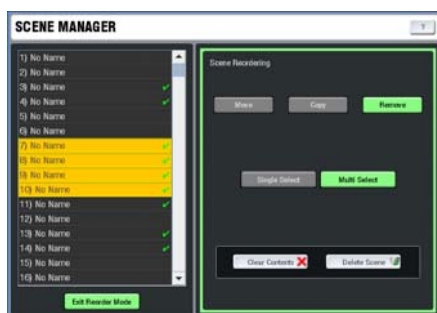 SCENE MANAGER
?
1) No Name
2) No Name
3) No Name
4) No Name
5) No Name
6) No Name
7) No Name
8) No Name
9) No Name
10) No Name
11) No Name
12) No Name
13) No Name
14) No Name
15) No Name
16) No Name
Exit Reorder Mode
Scene Reordering
Move Copy Remove
Single Select Multi Select
Clear Contents Delete Scene